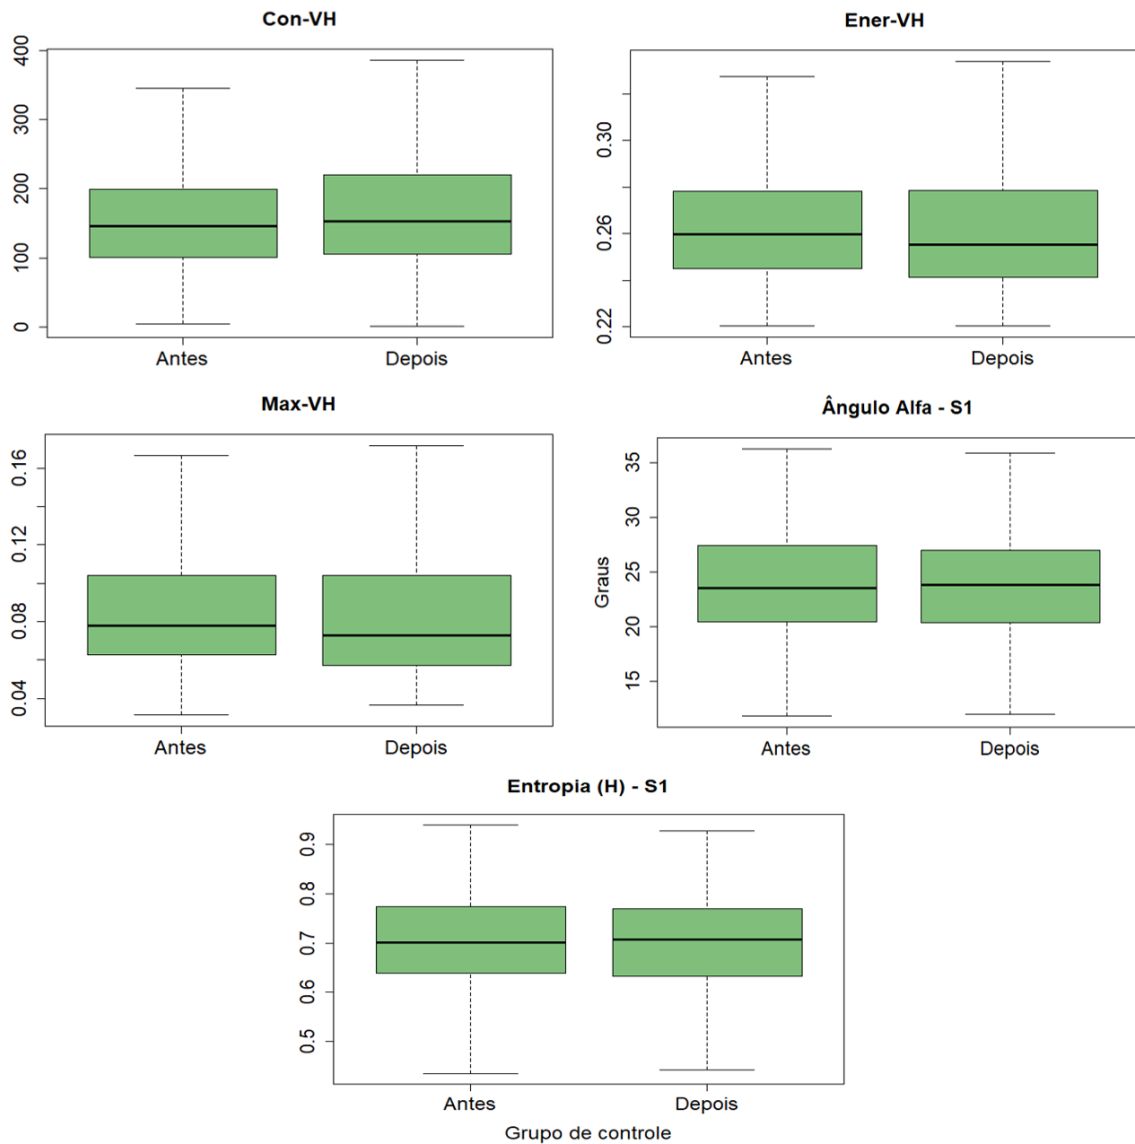 Con-VH
400
300
200
100
0
Antes Depois
Ener-VH
0.30
0.26
0.22
Antes Depois
Max-VH
0.16
0.12
0.08
0.04
Antes Depois
Ângulo Alfa - S1
Graus
35
30
25
20
15
Antes Depois
Entropia (H) - S1
0.9
0.8
0.7
0.6
0.5
Antes Depois
Grupo de controle